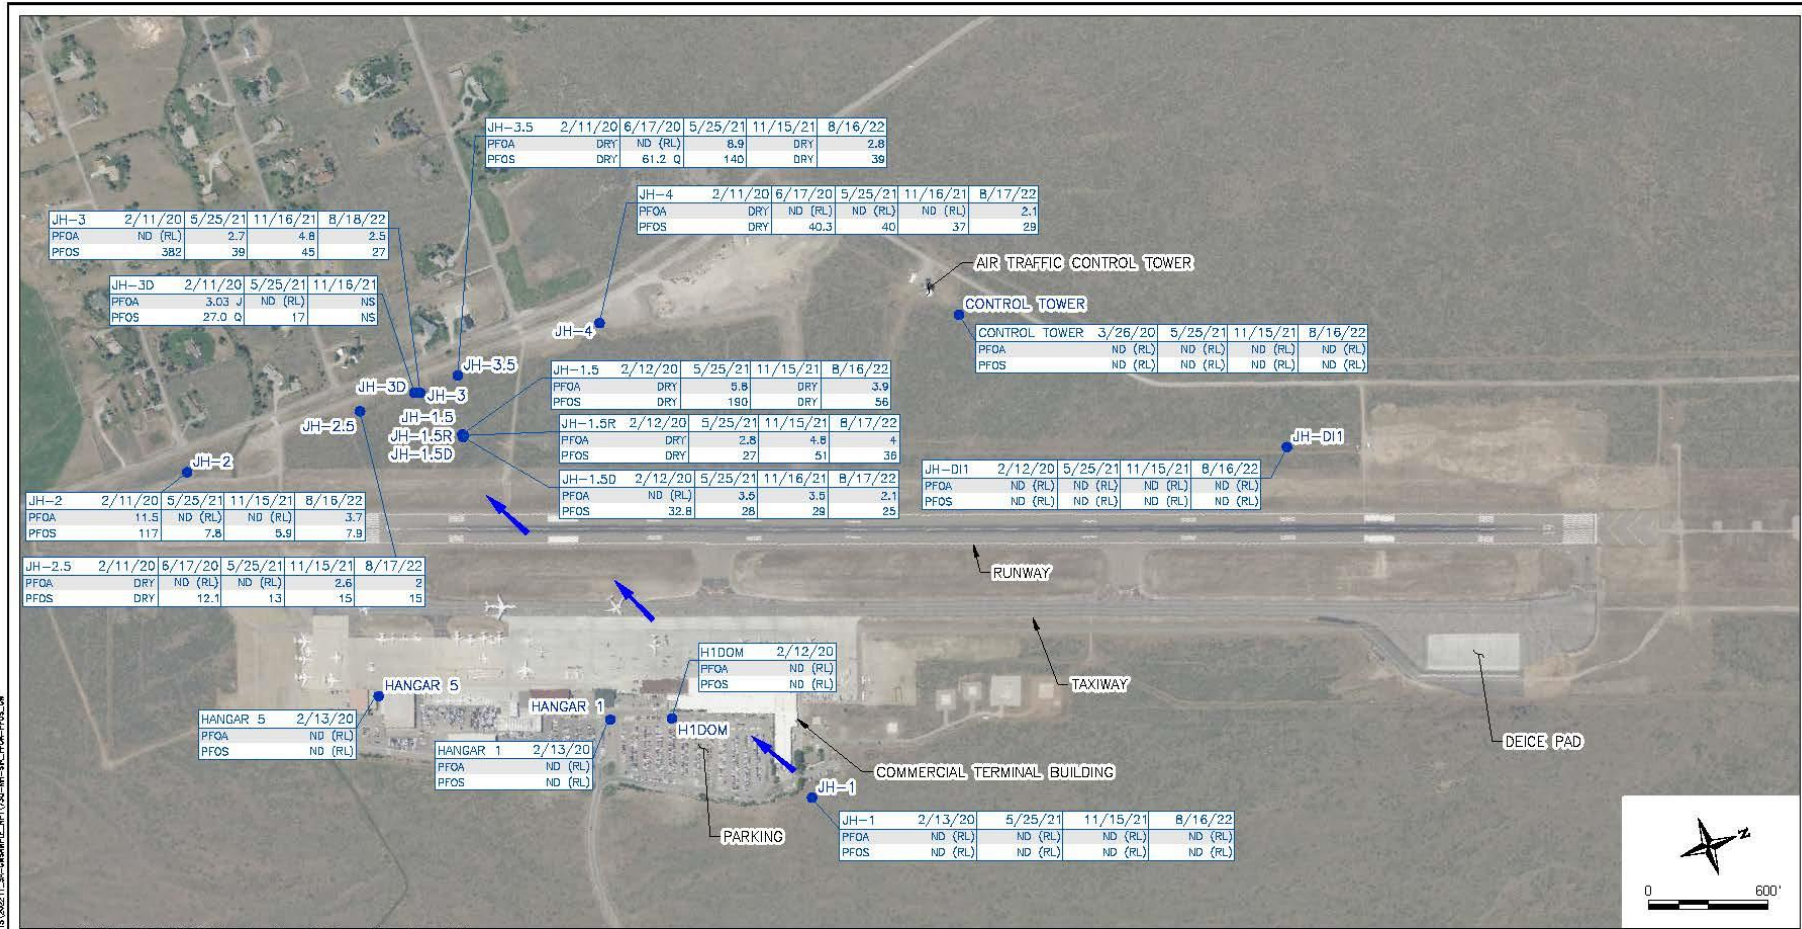 JH-3.5 2/11/20 6/17/20 5/25/21 11/15/21 8/16/22
PFOA DRY ND (RL) 8.9 DRY 2.8
PFOS DRY 61.2 Q 140 DRY 39
JH-4 2/11/20 6/17/20 5/25/21 11/16/21 8/17/22
PFOA DRY ND (RL) ND (RL) ND (RL) 2.1
PFOS DRY 40.3 40 37 29
JH-3 2/11/20 5/25/21 11/16/21 8/18/22
PFOA ND (RL) 2.7 4.8 2.5
PFOS 382 39 45 27
AIR TRAFFIC CONTROL TOWER
JH-3D 2/11/20 5/25/21 11/16/21
PFOA 3.03 J ND (RL) NS
PFOS 27.0 Q 17 NS
CONTROL TOWER
JH-4
CONTROL TOWER 3/26/20 5/25/21 11/15/21 8/16/22
PFOA ND (RL) ND (RL) ND (RL) ND (RL)
PFOS ND (RL) ND (RL) ND (RL) ND (RL)
JH-3.5
JH-3D
JH-3
JH-1.5 2/12/20 5/25/21 11/15/21 8/16/22
PFOA DRY 5.8 DRY 3.9
PFOS DRY 190 DRY 56
JH-1.5
JH-2.5
JH-1.5R
JH-1.5D
JH-1.5R 2/12/20 5/25/21 11/15/21 8/17/22
PFOA DRY 2.8 4.8 4
PFOS DRY 27 51 36
JH-DI1
JH-2
JH-1.5D 2/12/20 5/25/21 11/16/21 8/17/22
PFOA ND (RL) 3.6 3.5 2.1
PFOS 32.8 28 29 25
JH-DI1 2/12/20 5/25/21 11/15/21 8/16/22
PFOA ND (RL) ND (RL) ND (RL) ND (RL)
PFOS ND (RL) ND (RL) ND (RL) ND (RL)
JH-2 2/11/20 5/25/21 11/15/21 8/16/22
PFOA 11.5 ND (RL) ND (RL) 3.7
PFOS 117 7.8 5.9 7.9
JH-2.5 2/11/20 6/17/20 5/25/21 11/15/21 8/17/22
PFOA DRY ND (RL) ND (RL) 2.6 2
PFOS DRY 12.1 13 15 15
RUNWAY
H1DOM 2/12/20
PFOA ND (RL)
PFOS ND (RL)
TAXIWAY
HANGAR 5
HANGAR 1
H1DOM
HANGAR 5 2/13/20
PFOA ND (RL)
PFOS ND (RL)
HANGAR 1 2/13/20
PFOA ND (RL)
PFOS ND (RL)
DEICE PAD
COMMERCIAL TERMINAL BUILDING
JH-1
PARKING
JH-1 2/13/20 5/25/21 11/15/21 8/16/22
PFOA ND (RL) ND (RL) ND (RL) ND (RL)
PFOS ND (RL) ND (RL) ND (RL) ND (RL)
N
0 600'